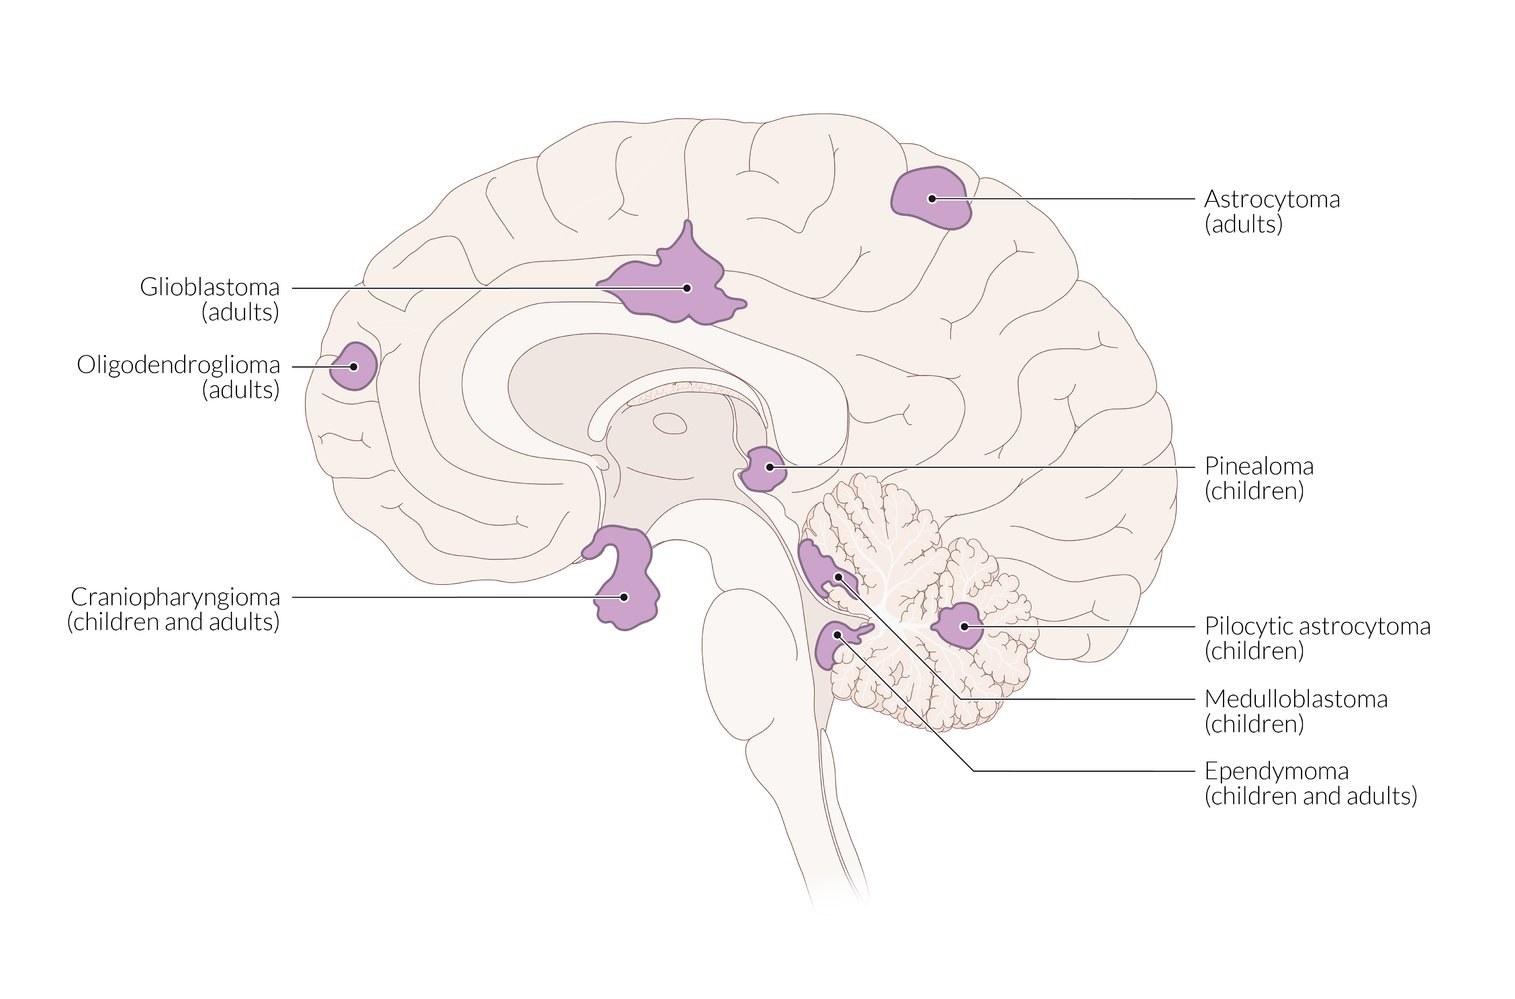 Glioblastoma
(adults)
Oligodendroglioma
(adults)
Craniopharyngioma
(children and adults)
Astrocytoma
(adults)
Pinealoma
(children)
Pilocytic astrocytoma
(children)
Medulloblastoma
(children)
Ependymoma
(children and adults)